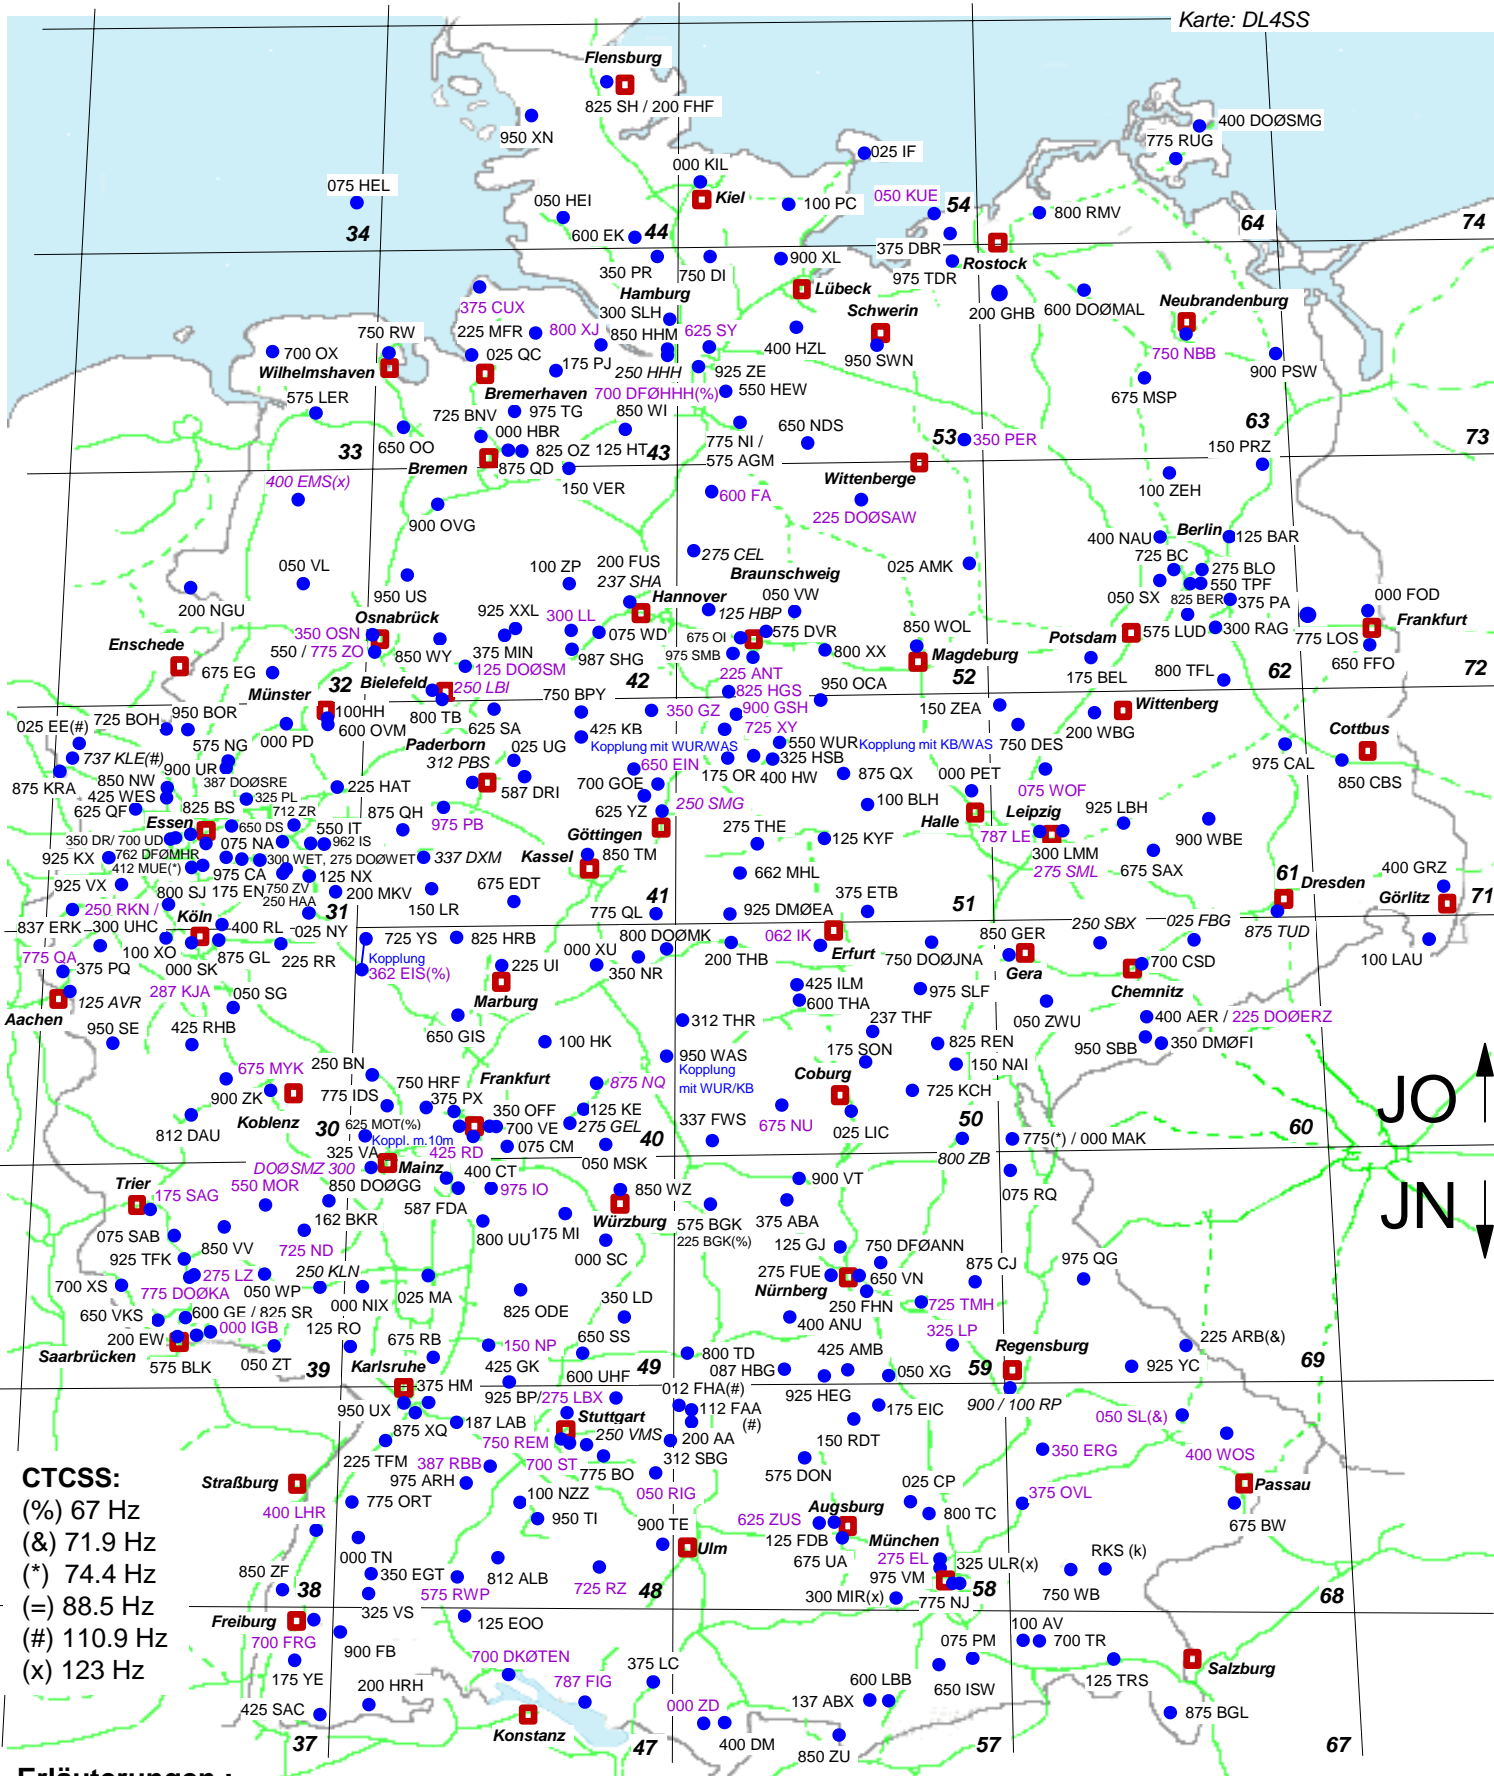 Karte: DL4SS
Flensburg
825 SH / 200 FHF
950 XN
400 DOØSMG
775 RUG
025 IF
000 KIL
075 HEL
Kiel
050 HEI
100 PC
050 KUE
54
800 RMV
34
600 EK
44
64
74
375 DBR
350 PR
750 DI
900 XL
975 TDR
Rostock
375 CUX
Hamburg
Lübeck
200 GHB
600 DOØMAL
Neubrandenburg
300 SLH
Schwerin
750 RW
225 MFR
800 XJ
850 HHM
625 SY
400 HZL
950 SWN
750 NBB
700 OX
025 QC
175 PJ
250 HHH
925 ZE
900 PSW
Wilhelmshaven
Bremerhaven
700 DFØHHH(%)
550 HEW
675 MSP
575 LER
725 BNV
975 TG
850 WI
000 HBR
650 NDS
63
650 OO
825 OZ
125 HT
775 NI /
575 AGM
53
350 PER
150 PRZ
73
33
43
Bremen
875 QD
Wittenberge
400 EMS(x)
150 VER
600 FA
225 DOØSAW
100 ZEH
900 OVG
400 NAU
Berlin
125 BAR
725 BC
275 CEL
025 AMK
275 BLO
050 VL
200 FUS
237 SHA
100 ZP
Braunschweig
550 TPF
200 NGU
950 US
Hannover
050 VW
050 SX
825 BER
375 PA
000 FOD
Osnabrück
925 XXL
125 HBP
350 OSN
300 LL
075 WD
675 OI
575 DVR
850 WOL
Potsdam
575 LUD
300 RAG
775 LOS
Frankfurt
Enschede
550 / 775 ZO
850 WY
375 MIN
987 SHG
975 SMB
800 XX
Magdeburg
650 FFO
675 EG
125 DOØSM
225 ANT
175 BEL
800 TFL
62
72
Münster
32
Bielefeld
250 LBI
42
825 HGS
950 OCA
52
750 BPY
025 EE(#)
725 BOH
950 BOR
100HH
800 TB
625 SA
350 GZ
900 GSH
150 ZEA
Wittenberg
000 PD
600 OVM
425 KB
725 XY
750 DES
200 WBG
Cottbus
737 KLE(#)
575 NG
Paderborn
025 UG
Kopplung mit WUR/WAS
550 WUR
Kopplung mit KB/WAS
900 UR
312 PBS
650 EIN
325 HSB
975 CAL
850 NW
387 DOØSRE
175 OR
400 HW
875 QX
000 PET
850 CBS
875 KRA
425 WES
325 PL
225 HAT
587 DRI
700 GOE
075 WOF
625 QF
825 BS
712 ZR
875 QH
625 YZ
250 SMG
100 BLH
Leipzig
925 LBH
Essen
650 DS
550 IT
975 PB
Göttingen
275 THE
Halle
787 LE
350 DR/ 700 UD
075 NA
962 IS
125 KYF
900 WBE
925 KX
762 DFØMHR
300 WET, 275 DOØWET
337 DXM
Kassel
850 TM
300 LMM
412 MUE(*)
975 CA
125 NX
662 MHL
275 SML
675 SAX
400 GRZ
925 VX
800 SJ
175 EN
750 ZV
200 MKV
675 EDT
375 ETB
61
Dresden
250 HAA
250 RKN /
Köln
31
150 LR
41
775 QL
925 DMØEA
51
Görlitz
71
837 ERK
300 UHC
400 RL
025 NY
250 SBX
025 FBG
875 TUD
100 XO
725 YS
825 HRB
000 XU
800 DOØMK
062 IK
850 GER
775 QA
375 PQ
000 SK
875 GL
225 RR
Kopplung
362 EIS(%)
225 UI
350 NR
200 THB
Erfurt
750 DOØJNA
Gera
700 CSD
100 LAU
287 KJA
Marburg
425 ILM
975 SLF
Chemnitz
125 AVR
050 SG
600 THA
Aachen
425 RHB
650 GIS
312 THR
237 THF
050 ZWU
400 AER / 225 DOØERZ
950 SE
100 HK
950 WAS
175 SON
825 REN
950 SBB
350 DMØFI
675 MYK
250 BN
Kopplung
mit WUR/KB
Coburg
150 NAI
750 HRF
Frankfurt
875 NQ
900 ZK
775 IDS
375 PX
725 KCH
JO
Koblenz
30
350 OFF
125 KE
625 MOT(%)
700 VE
275 GEL
337 FWS
675 NU
025 LIC
50
60
812 DAU
Koppl. m.10m
425 RD
075 CM
40
775(*) / 000 MAK
325 VA
050 MSK
800 ZB
DOØSMZ 300
Mainz
400 CT
900 VT
Trier
175 SAG
550 MOR
850 DOØGG
975 IO
850 WZ
075 RQ
JN
587 FDA
Würzburg
575 BGK
375 ABA
162 BKR
175 MI
225 BGK(%)
075 SAB
800 UU
125 GJ
850 VV
725 ND
000 SC
750 DFØANN
925 TFK
250 KLN
875 CJ
975 QG
275 LZ
275 FUE
650 VN
700 XS
775 DOØKA
050 WP
000 NIX
025 MA
Nürnberg
250 FHN
600 GE / 825 SR
825 ODE
350 LD
725 TMH
650 VKS
000 IGB
125 RO
400 ANU
200 EW
675 RB
150 NP
650 SS
325 LP
225 ARB(&)
Saarbrücken
050 ZT
Regensburg
575 BLK
39
Karlsruhe
425 GK
49
800 TD
087 HBG
425 AMB
050 XG
59
925 YC
69
600 UHF
375 HM
925 BP/275 LBX
012 FHA(#)
925 HEG
950 UX
112 FAA
(#)
175 EIC
900 / 100 RP
050 SL(&)
875 XQ
187 LAB
Stuttgart
200 AA
150 RDT
225 TFM
750 REM
250 VMS
350 ERG
400 WOS
387 RBB
700 ST
312 SBG
CTCSS:
Straßburg
975 ARH
775 BO
575 DON
Passau
(%) 67 Hz
775 ORT
100 NZZ
050 RIG
025 CP
375 OVL
400 LHR
Augsburg
800 TC
(&) 71.9 Hz
950 TI
900 TE
625 ZUS
675 BW
(*) 74.4 Hz
000 TN
Ulm
125 FDB
München
675 UA
275 EL
325 ULR(x)
RKS (k)
850 ZF
38
350 EGT
812 ALB
725 RZ
48
975 VM
750 WB
(=) 88.5 Hz
575 RWP
300 MIR(x)
58
68
325 VS
775 NJ
(#) 110.9 Hz
Freiburg
125 EOO
100 AV
700 FRG
900 FB
075 PM
700 TR
(x) 123 Hz
700 DKØTEN
375 LC
Salzburg
175 YE
787 FIG
600 LBB
650 ISW
125 TRS
200 HRH
137 ABX
425 SAC
000 ZD
875 BGL
Konstanz
400 DM
37
47
850 ZU
57
67
Erläuterungen :